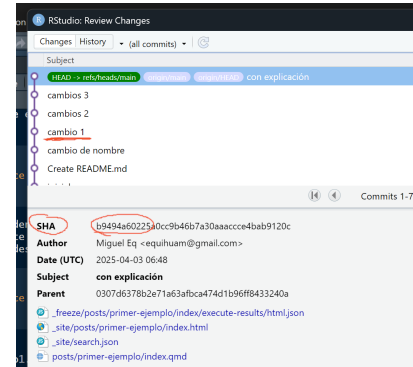 RStudio: Review Changes
Changes History (all commits)
Subject
HEAD -> refs/heads/main origin/main origin/HEAD con explicación
cambios 3
cambios 2
cambio 1
cambio de nombre
Create README.md
Commits 1-7
SHA b9494a60225a0cc9b46b7a30aaaccce4bab9120c
Author Miguel Eq <equihuam@gmail.com>
Date (UTC) 2025-04-03 06:48
Subject con explicación
Parent 0307d6378b2e71a63afbca474d1b96ff8433240a
_freeze/posts/primer-ejemplo/index/execute-results/html.json
_site/posts/primer-ejemplo/index.html
_site/search.json
posts/primer-ejemplo/index.qmd